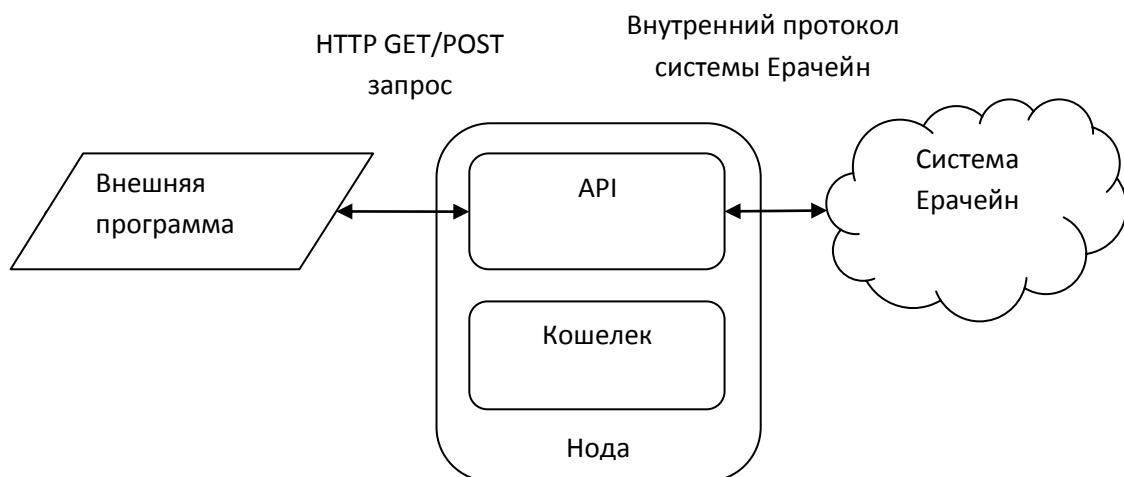 HTTP GET/POST
запрос
Внутренний протокол
системы Ерачейн
Внешняя
программа
API
Система
Ерачейн
Кошелек
Нода